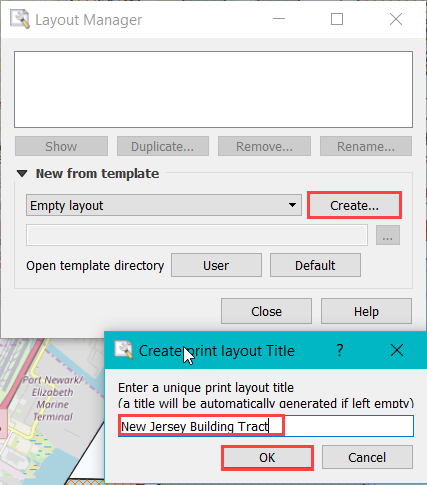 Layout Manager
Show Duplicate... Remove... Rename...
New from template
Empty layout Create...
...
Open template directory User Default
Close Help
Create print layout Title ?
Enter a unique print layout title
(a title will be automatically generated if left empty)
New Jersey Building Tract
OK Cancel
Port Newark/
Elizabeth
Marine
Terminal